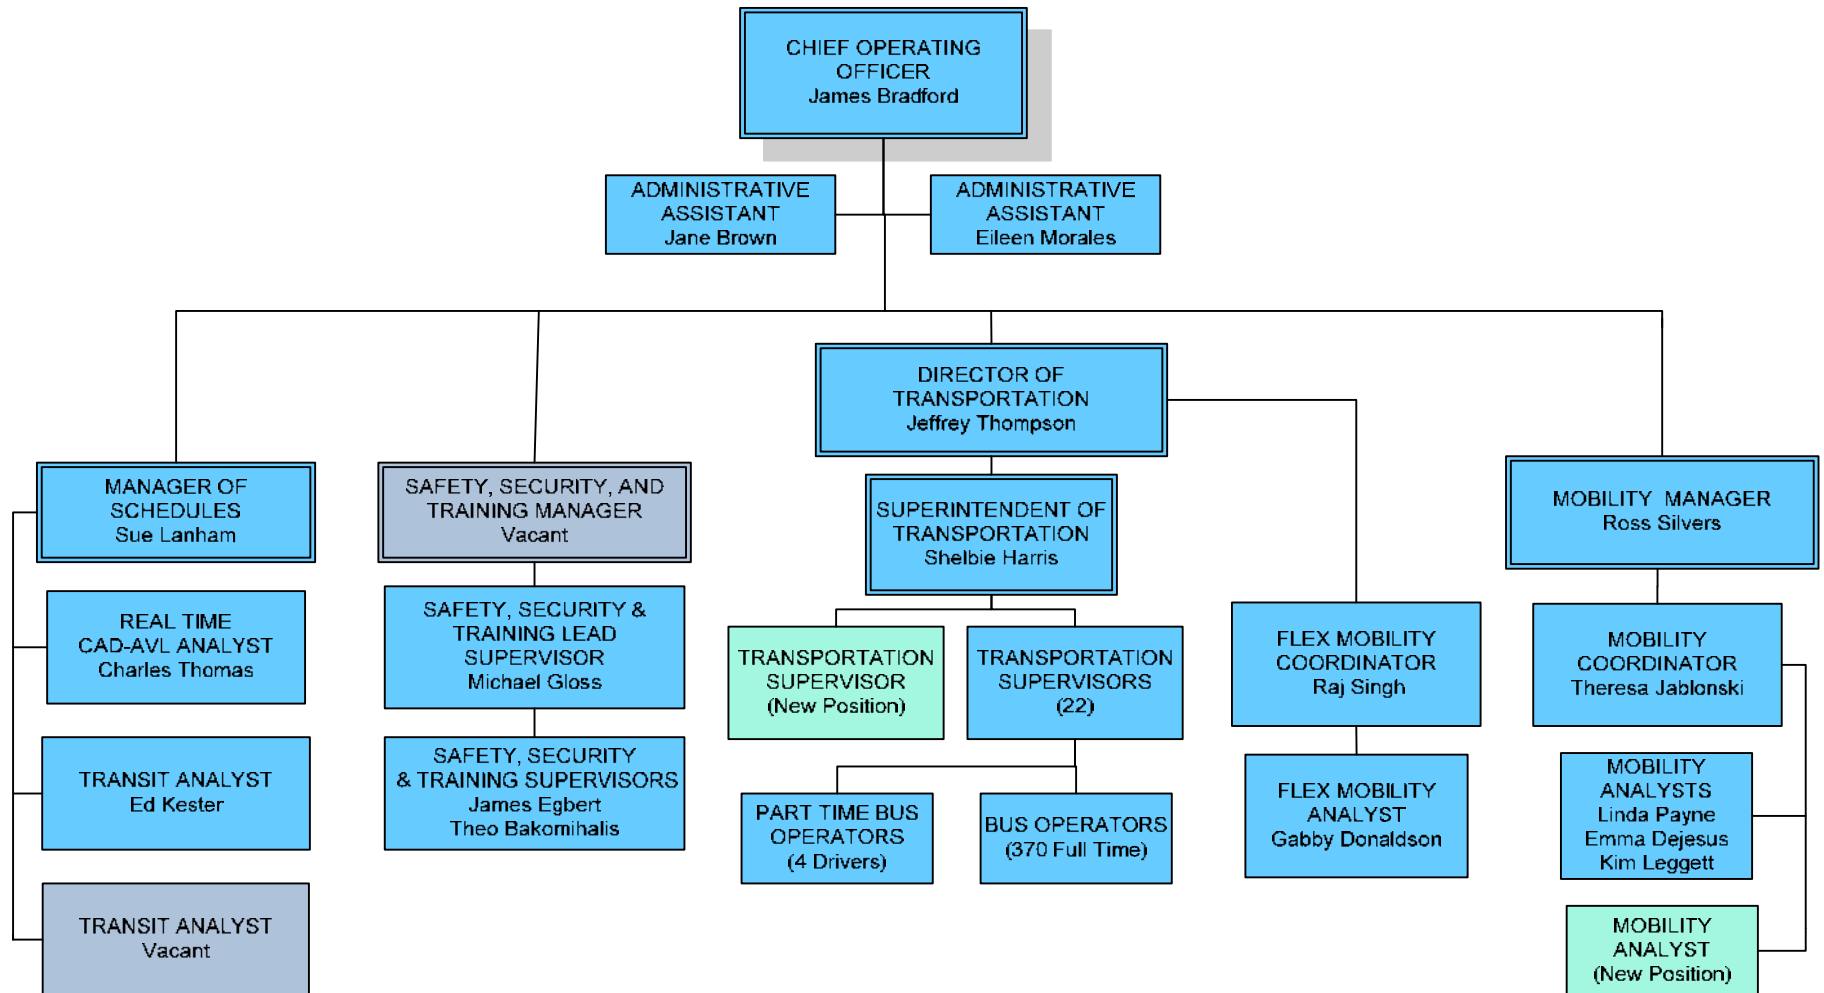 CHIEF OPERATING
OFFICER
James Bradford
ADMINISTRATIVE
ASSISTANT
Jane Brown
ADMINISTRATIVE
ASSISTANT
Eileen Morales
DIRECTOR OF
TRANSPORTATION
Jeffrey Thompson
MANAGER OF
SCHEDULES
Sue Lanham
REAL TIME
CAD-AVL ANALYST
Charles Thomas
TRANSIT ANALYST
Ed Kester
TRANSIT ANALYST
Vacant
SAFETY, SECURITY, AND
TRAINING MANAGER
Vacant
SAFETY, SECURITY &
TRAINING LEAD
SUPERVISOR
Michael Gloss
SAFETY, SECURITY
& TRAINING SUPERVISORS
James Egbert
Theo Bakomihalis
SUPERINTENDENT OF
TRANSPORTATION
Shelbie Harris
TRANSPORTATION
SUPERVISOR
(New Position)
TRANSPORTATION
SUPERVISORS
(22)
PART TIME BUS
OPERATORS
(4 Drivers)
BUS OPERATORS
(370 Full Time)
FLEX MOBILITY
COORDINATOR
Raj Singh
FLEX MOBILITY
ANALYST
Gabby Donaldson
MOBILITY MANAGER
Ross Silvers
MOBILITY
COORDINATOR
Theresa Jablonski
MOBILITY
ANALYSTS
Linda Payne
Emma Dejesus
Kim Leggett
MOBILITY
ANALYST
(New Position)